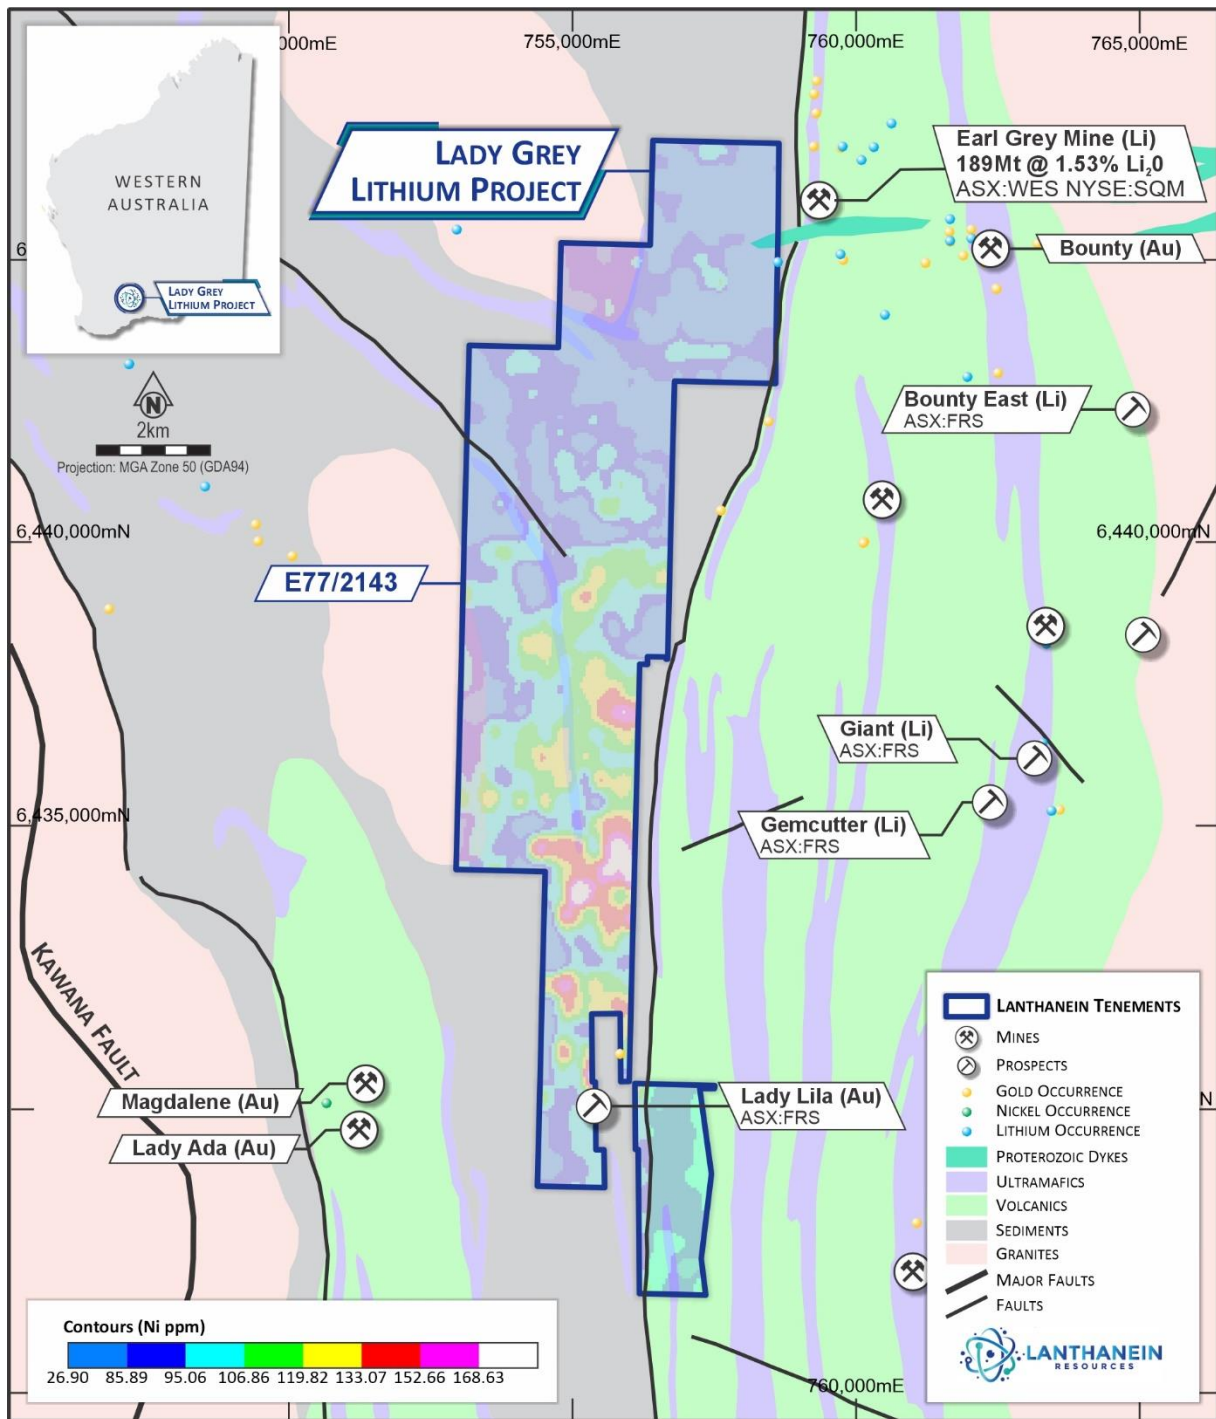 ,000mE
755,000mE
760,000mE
765,000mE
WESTERN
AUSTRALIA
LADY GREY
LITHIUM PROJECT
LADY GREY
LITHIUM PROJECT
Earl Grey Mine (Li)
189Mt @ 1.53% Li₂0
ASX:WES NYSE:SQM
Bounty (Au)
6
N
2km
Projection: MGA Zone 50 (GDA94)
Bounty East (Li)
ASX:FRS
6,440,000mN
6,440,000mN
E77/2143
Giant (Li)
ASX:FRS
6,435,000mN
Gemcutter (Li)
ASX:FRS
KAWANA FAULT
Magdalene (Au)
Lady Ada (Au)
Lady Lila (Au)
ASX:FRS
N
LANTHANEIN TENEMENTS
MINES
PROSPECTS
GOLD OCCURRENCE
NICKEL OCCURRENCE
LITHIUM OCCURRENCE
PROTEROZOIC DYKES
ULTRAMAFICS
VOLCANICS
SEDIMENTS
GRANITES
MAJOR FAULTS
FAULTS
LANTHANEIN
RESOURCES
Contours (Ni ppm)
26.90 85.89 95.06 106.86 119.82 133.07 152.66 168.63
760,000mE